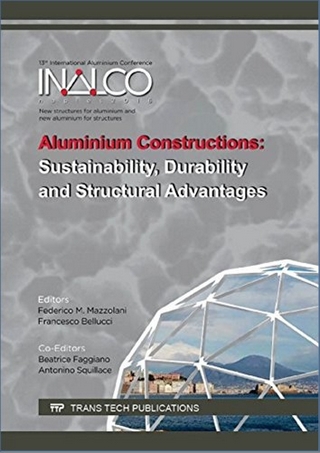 13th International Aluminium Conference
INALCO
naples2016
New structures for aluminium and
new aluminium for structures
Aluminium Constructions:
Sustainability, Durability
and Structural Advantages
Editors
Federico M. Mazzolani
Francesco Bellucci
Co-Editors
Beatrice Faggiano
Antonino Squillace
TTP TRANS TECH PUBLICATIONS